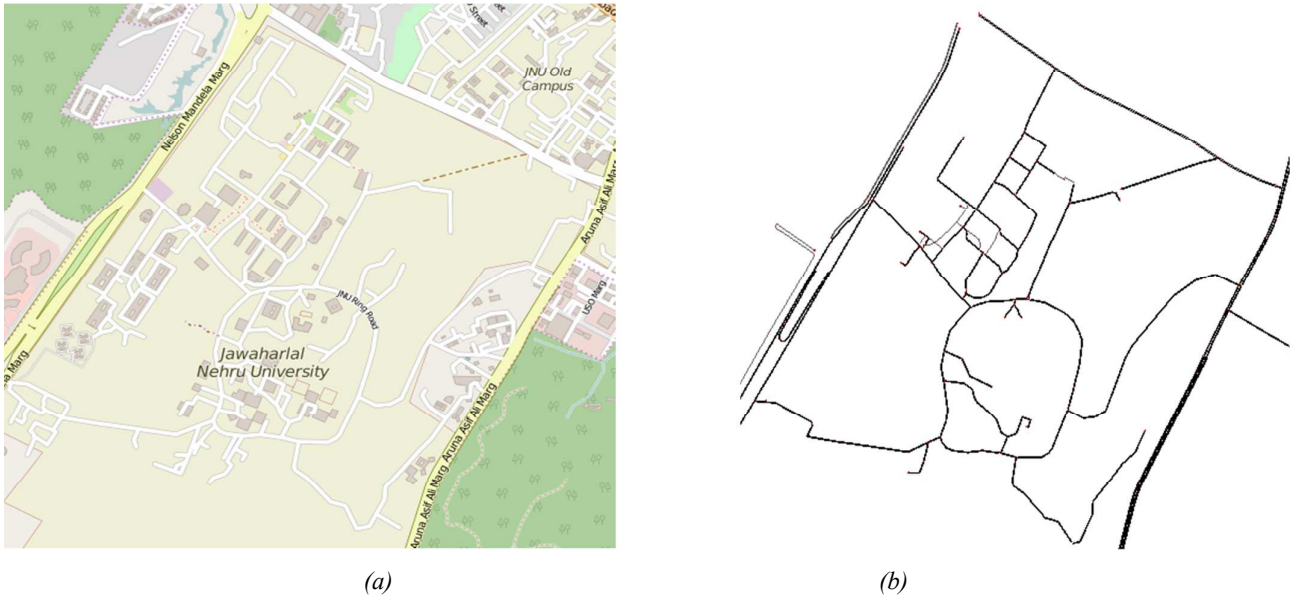 Street
JNU Old
Campus
Nelson Mandela Marg
Aruna Asif Ali Marg
USO Marg
JNU Ring Road
Jawaharlal
Nehru University
Marg
Aruna Asif Ali Marg Aruna Asif Ali Marg
(a)
(b)